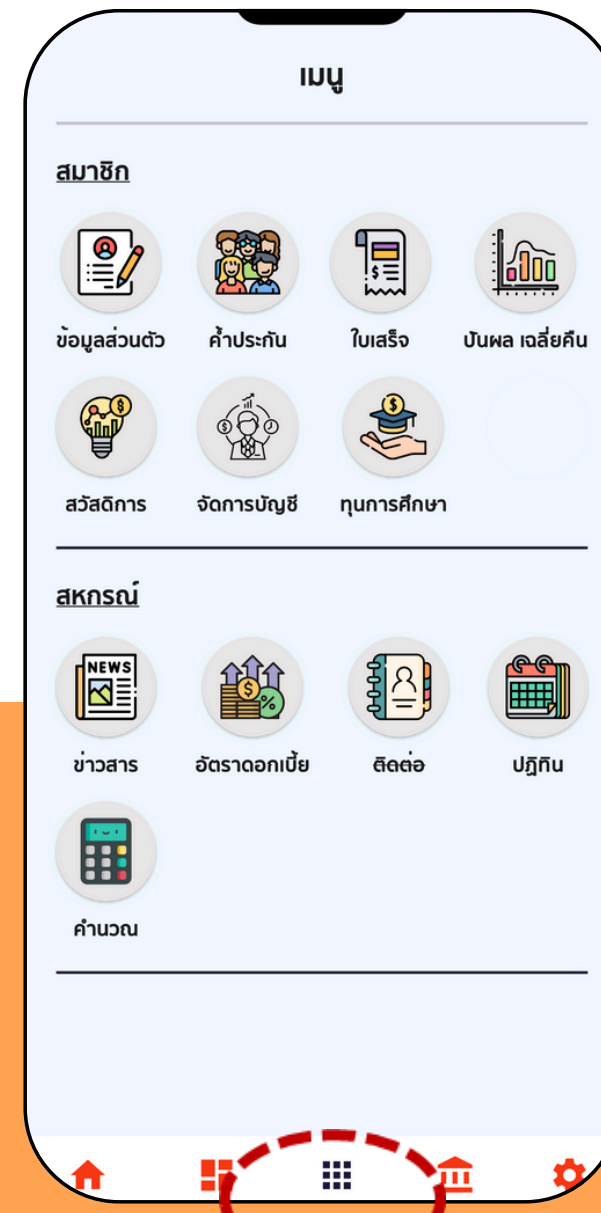 เมนู
สมาชิก
ข้อมูลส่วนตัว ค้ำประกัน ใบเสร็จ ปันผล เฉลี่ยคืน
สวัสดิการ จัดการบัญชี ทุนการศึกษา
สหกรณ์
NEWS
ข่าวสาร อัตราดอกเบี้ย ติดต่อ ปฏิทิน
คำนวณ